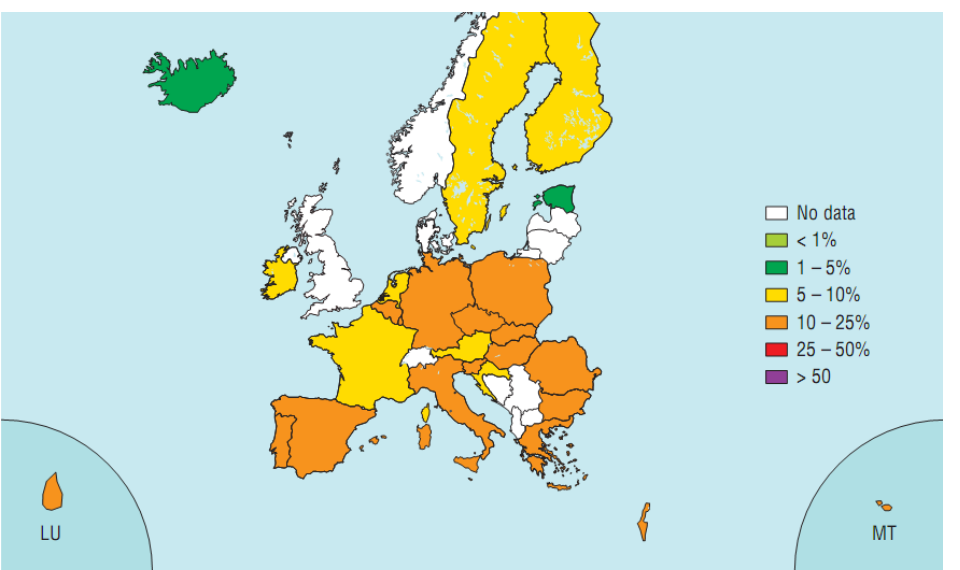 No data
< 1%
1 – 5%
5 – 10%
10 – 25%
25 – 50%
> 50
LU
MT